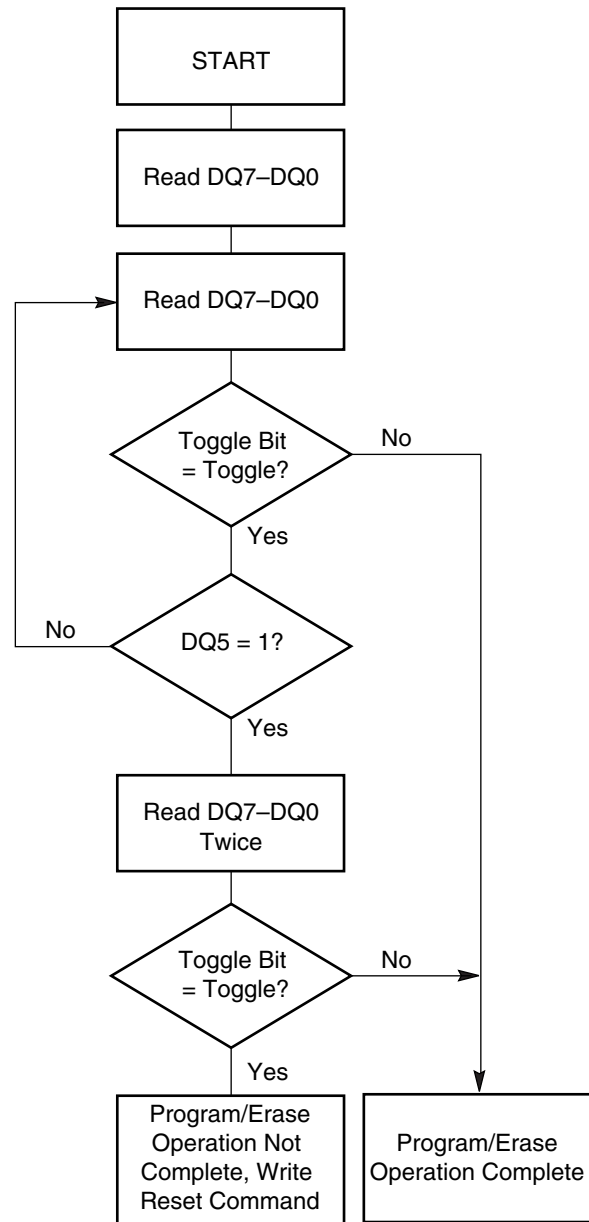 START
Read DQ7–DQ0
Read DQ7–DQ0
Toggle Bit
= Toggle?
No
Yes
No
DQ5 = 1?
Yes
Read DQ7–DQ0
Twice
Toggle Bit
= Toggle?
No
Yes
Program/Erase
Operation Not
Complete, Write
Reset Command
Program/Erase
Operation Complete